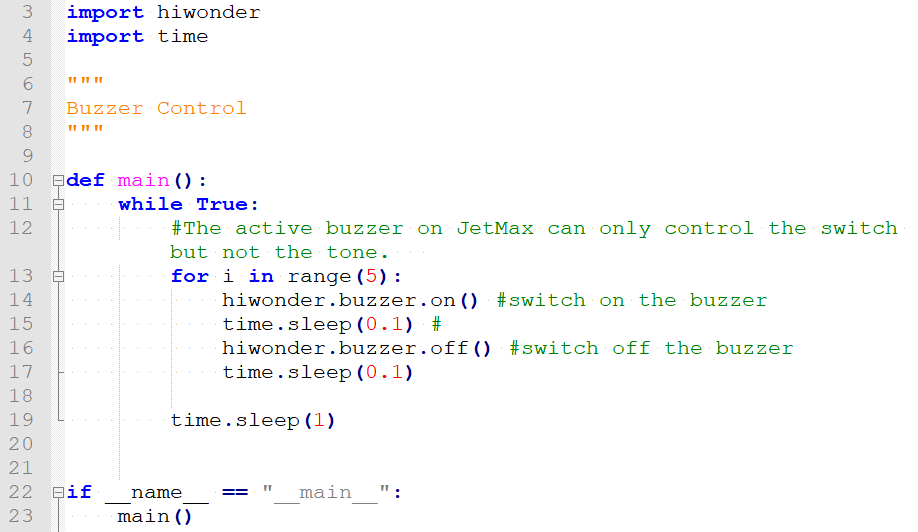 3 import hiwonder
4 import time
5
6 """
7 Buzzer Control
8 """
9
10 def main():
11     while True:
12         #The active buzzer on JetMax can only control the switch
        but not the tone.
13         for i in range(5):
14             hiwonder.buzzer.on() #switch on the buzzer
15             time.sleep(0.1) #
16             hiwonder.buzzer.off() #switch off the buzzer
17             time.sleep(0.1)
18
19         time.sleep(1)
20
21
22 if __name__ == "__main__":
23     main()